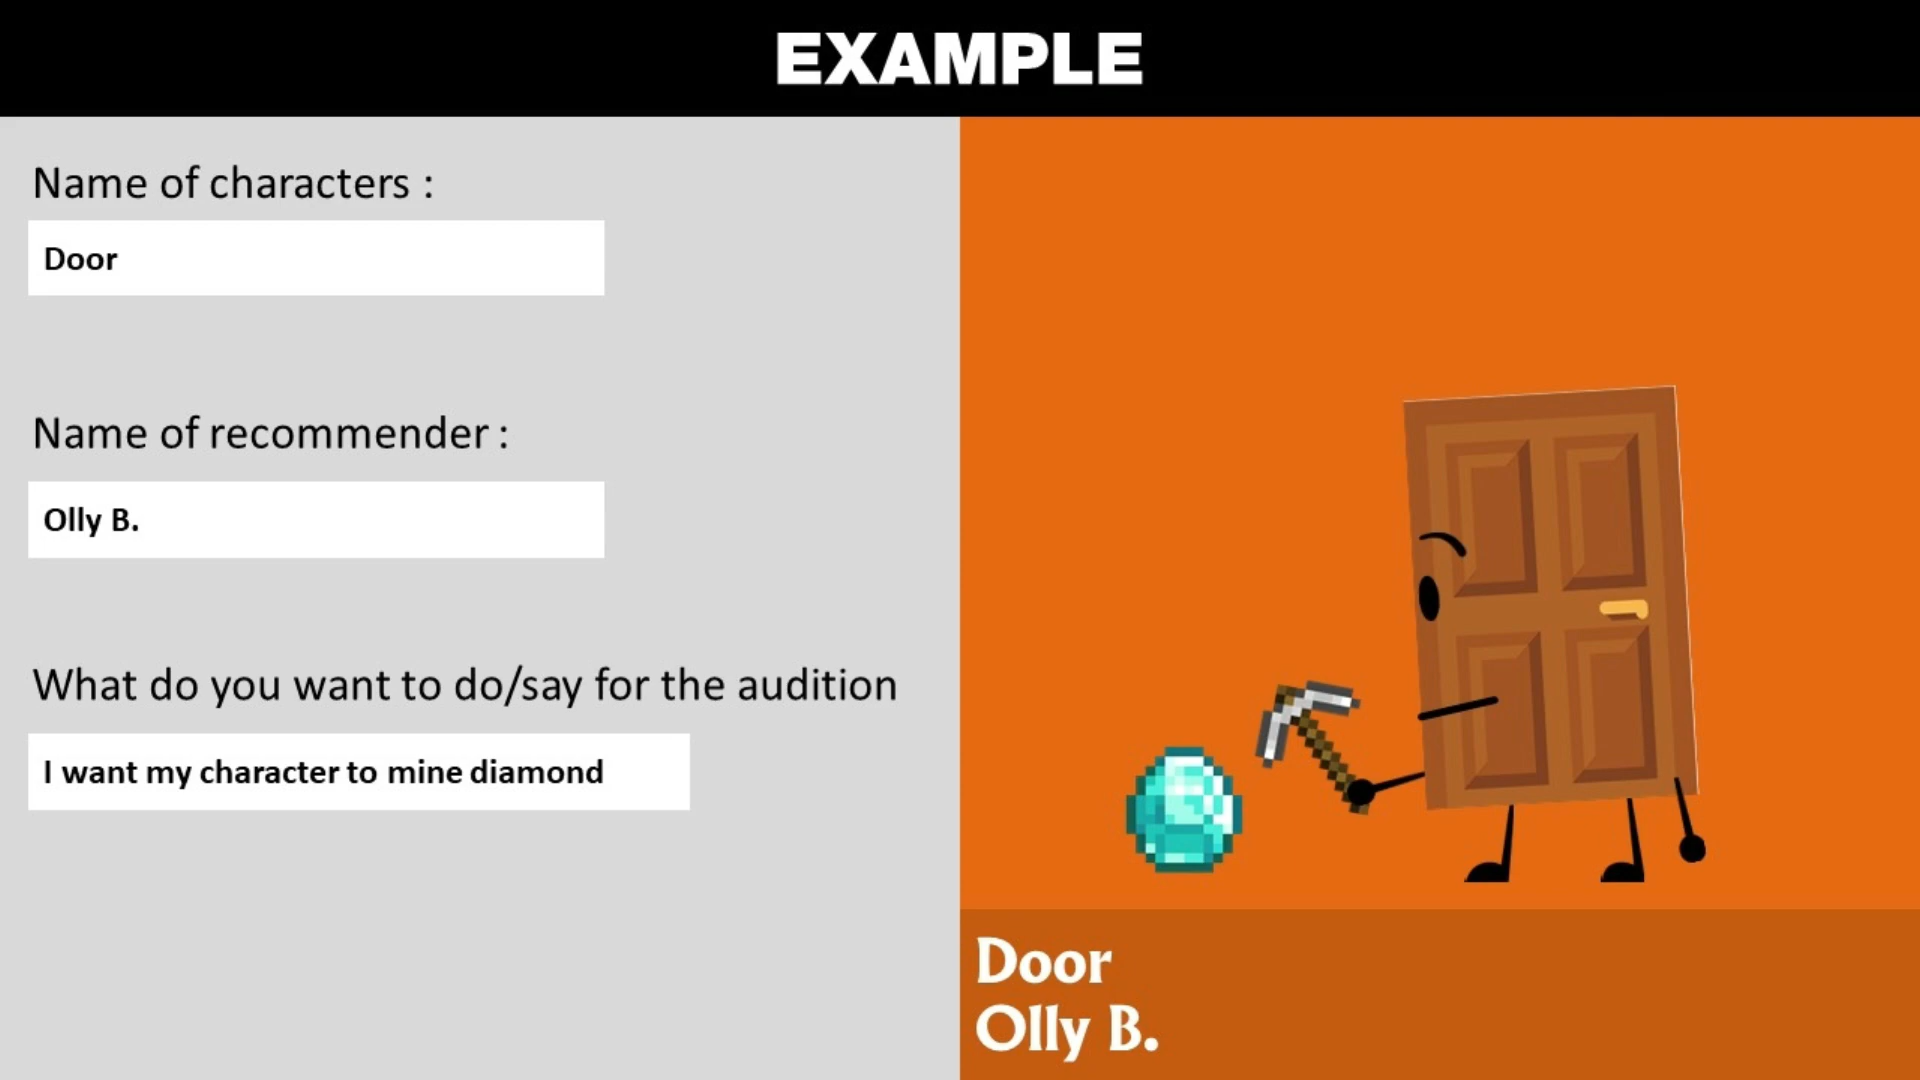 EXAMPLE
Name of characters :
Door
Name of recommender :
Olly B.
What do you want to do/say for the audition
I want my character to mine diamond
Door
Olly B.